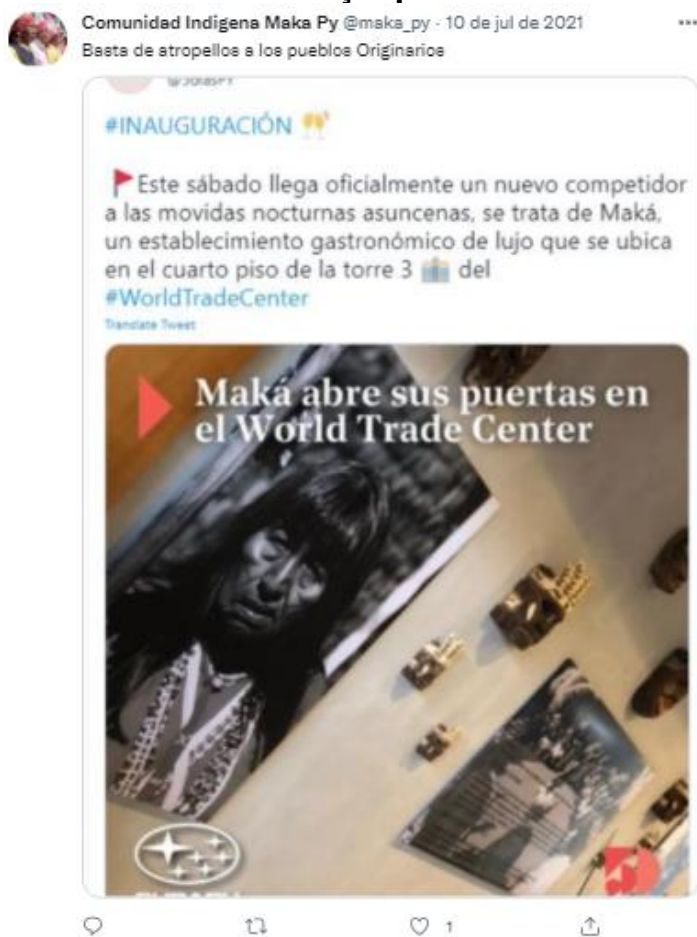 Comunidad Indigena Maka Py @maka_py · 10 de jul de 2021
Basta de atropellos a los pueblos Originarios
#INAUGURACIÓN
Este sábado llega oficialmente un nuevo competidor
a las movidas nocturnas asuncenas, se trata de Maká,
un establecimiento gastronómico de lujo que se ubica
en el cuarto piso de la torre 3 del
#WorldTradeCenter
Translate Tweet
Maká abre sus puertas en
el World Trade Center
5D
1